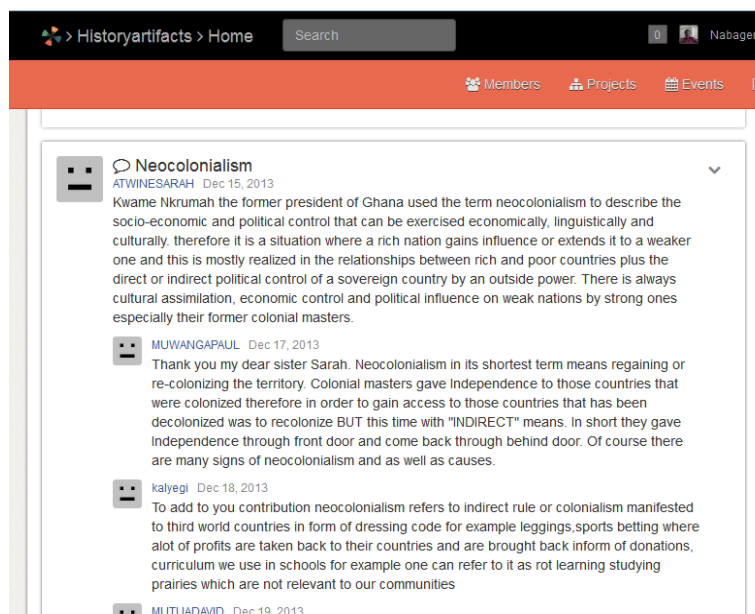 > Historyartifacts > Home
Search
0
Nabager
Members
Projects
Events
Neocolonialism
ATWINESARAH Dec 15, 2013
Kwame Nkrumah the former president of Ghana used the term neocolonialism to describe the
socio-economic and political control that can be exercised economically, linguistically and
culturally. therefore it is a situation where a rich nation gains influence or extends it to a weaker
one and this is mostly realized in the relationships between rich and poor countries plus the
direct or indirect political control of a sovereign country by an outside power. There is always
cultural assimilation, economic control and political influence on weak nations by strong ones
especially their former colonial masters.
MUWANGAPAUL Dec 17, 2013
Thank you my dear sister Sarah. Neocolonialism in its shortest term means regaining or
re-colonizing the territory. Colonial masters gave Independence to those countries that
were colonized therefore in order to gain access to those countries that has been
decolonized was to recolonize BUT this time with "INDIRECT" means. In short they gave
Independence through front door and come back through behind door. Of course there
are many signs of neocolonialism and as well as causes.
kalyegi Dec 18, 2013
To add to you contribution neocolonialism refers to indirect rule or colonialism manifested
to third world countries in form of dressing code for example leggings,sports betting where
alot of profits are taken back to their countries and are brought back inform of donations,
curriculum we use in schools for example one can refer to it as rot learning studying
prairies which are not relevant to our communities
MUTUADAVID Dec 19, 2013